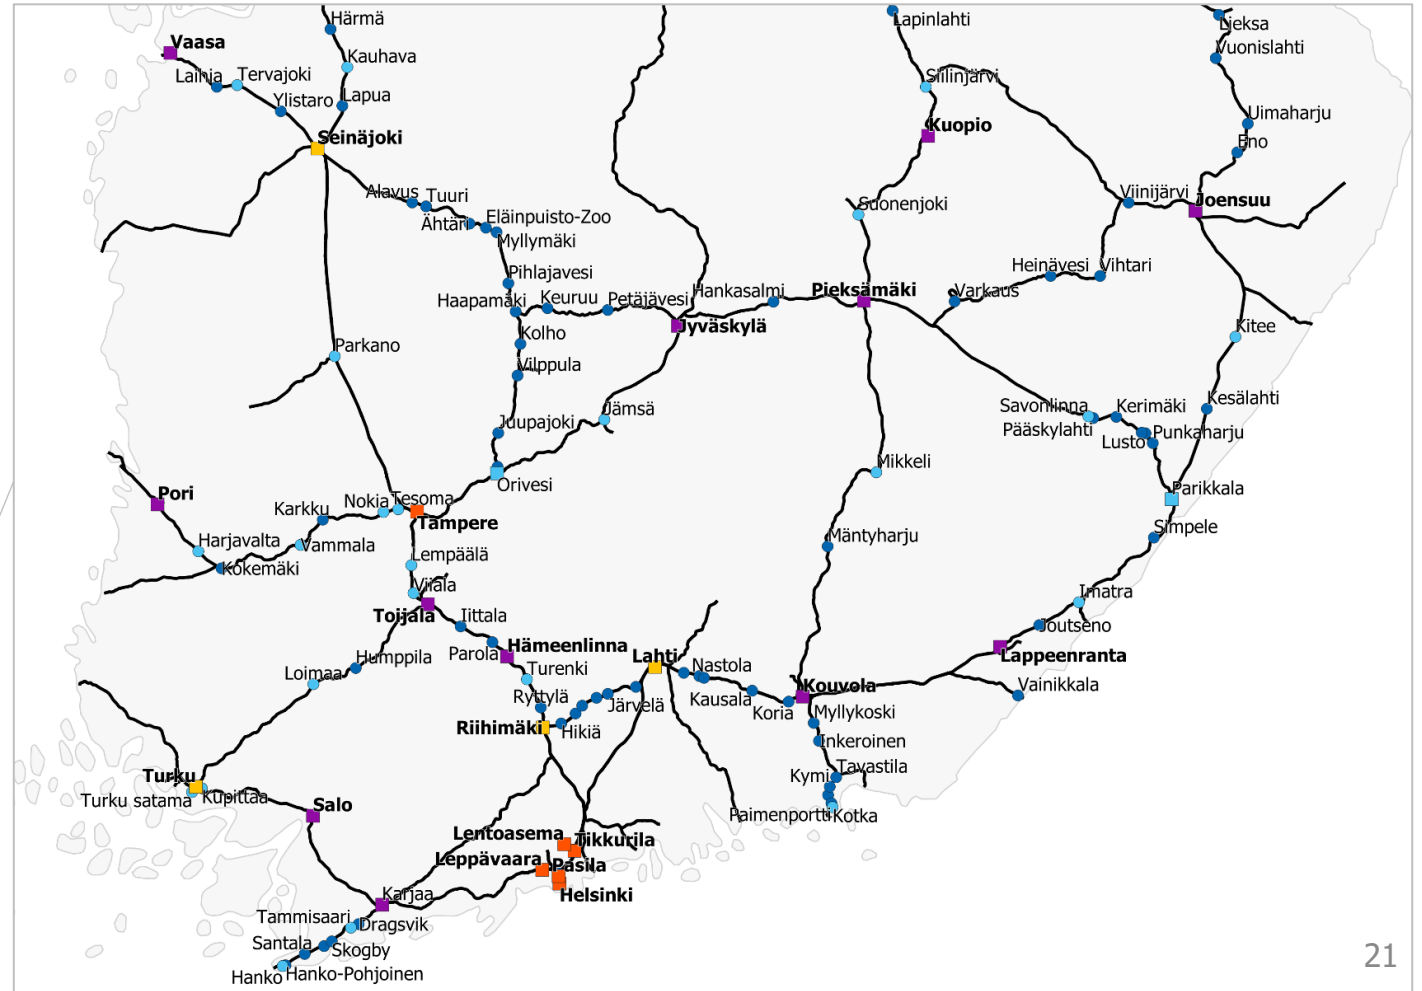 Härmä
Lapinlahti
Lieksa
Vaasa
Vuonislahti
Kauhava
Laihia
Tervajoki
Siilinjärvi
Ylistaro
Lapua
Uimaharju
Kuopio
Seinäjoki
Eno
Alavus
Tuuri
Viinijärvi
Joensuu
Suonenjoki
Ähtäri
Eläinpuisto-Zoo
Myllymäki
Heinävesi
Vihtari
Pihlajavesi
Hankasalmi
Pieksämäki
Varkaus
Haapamäki
Keuruu
Petäjävesi
Jyväskylä
Kitee
Kolho
Parkano
Vilppula
Kesälahti
Savonlinna
Kerimäki
Jämsä
Juupajoki
Pääskylahti
Punkaharju
Lusto
Mikkeli
Orivesi
Parikkala
Pori
Nokia
Tesoma
Karkku
Tampere
Simpele
Harjavalta
Vammala
Mäntyharju
Lempäälä
Kokemäki
Viiala
Imatra
Toijala
Iittala
Joutseno
Hämeenlinna
Parola
Lahti
Lappeenranta
Humppila
Loimaa
Turenki
Nastola
Vainikkala
Kouvola
Ryttylä
Järvelä
Kausala
Koria
Myllykoski
Riihimäki
Hikiä
Inkeroinen
Turku
Kymi
Tavastila
Turku satama
Kupittaa
Salo
Paimenportti
Kotka
Lentoasema
Tikkurila
Leppävaara
Pasila
Helsinki
Karjaa
Tammisaari
Dragsvik
Santala
Skogby
Hanko
Hanko-Pohjoinen
21